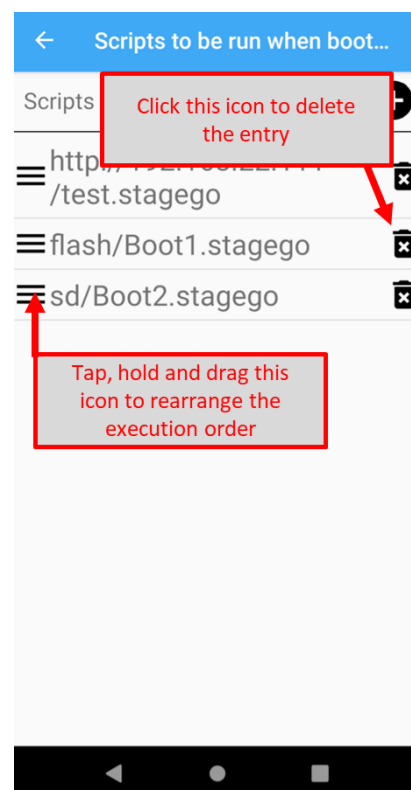 Scripts to be run when boot...
Scripts
Click this icon to delete
the entry
/test.stagego
flash/Boot1.stagego
sd/Boot2.stagego
Tap, hold and drag this
icon to rearrange the
execution order